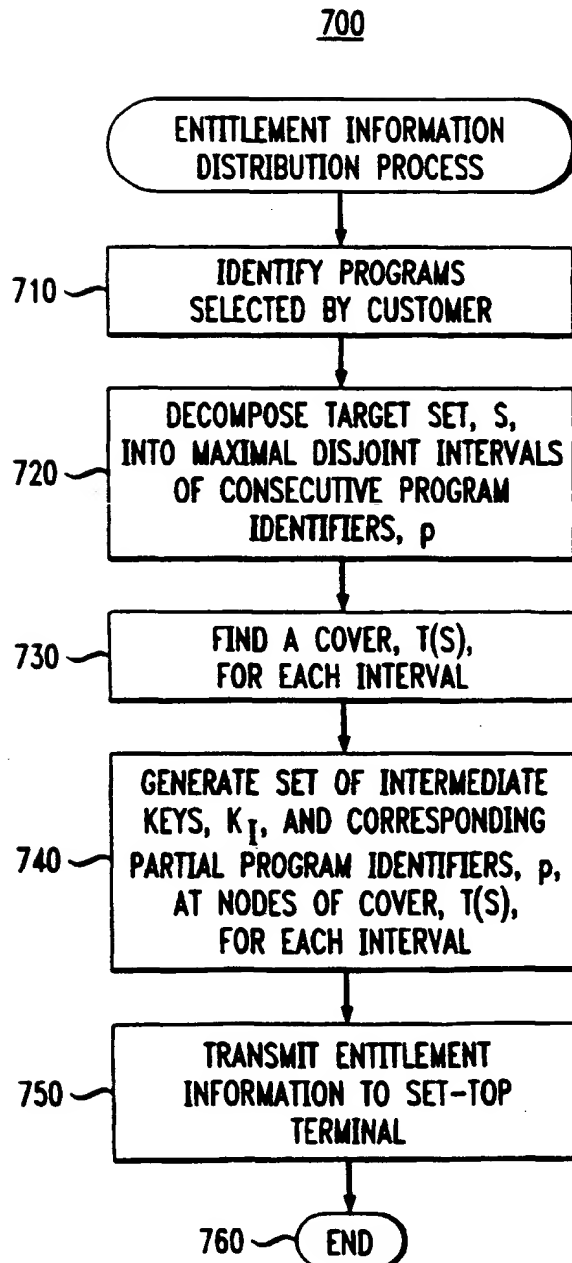 700
ENTITLEMENT INFORMATION
DISTRIBUTION PROCESS
710
IDENTIFY PROGRAMS
SELECTED BY CUSTOMER
720
DECOMPOSE TARGET SET, S,
INTO MAXIMAL DISJOINT INTERVALS
OF CONSECUTIVE PROGRAM
IDENTIFIERS, p
730
FIND A COVER, T(S),
FOR EACH INTERVAL
740
GENERATE SET OF INTERMEDIATE
KEYS, K_I, AND CORRESPONDING
PARTIAL PROGRAM IDENTIFIERS, p,
AT NODES OF COVER, T(S),
FOR EACH INTERVAL
750
TRANSMIT ENTITLEMENT
INFORMATION TO SET-TOP
TERMINAL
760
END